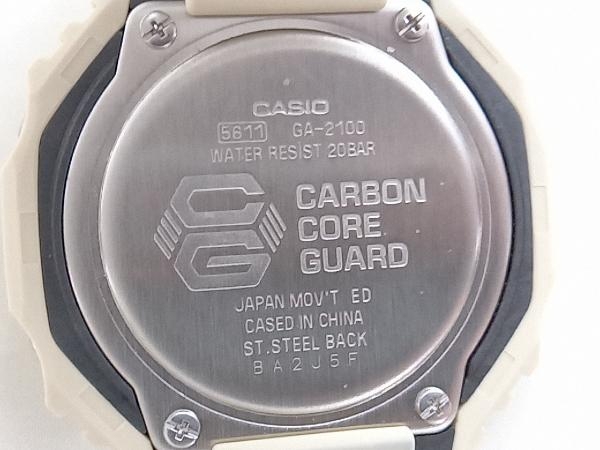 CASIO
5611 GA-2100
WATER RESIST 20BAR
CG
CARBON
CORE
GUARD
JAPAN MOV'T ED
CASED IN CHINA
ST.STEEL BACK
BA2J5F